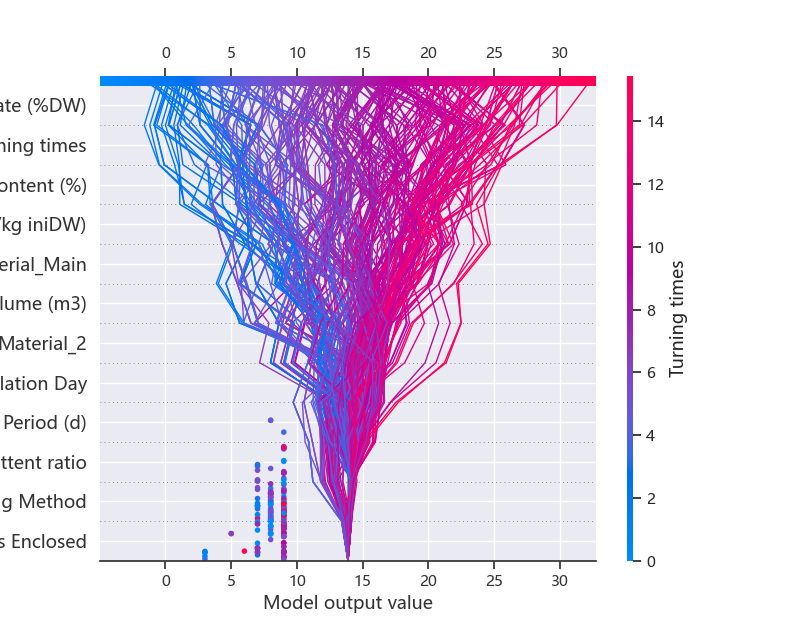 0 5 10 15 20 25 30
ate (%DW)
ning times
ontent (%)
/kg iniDW)
erial_Main
lume (m3)
Material_2
lation Day
Period (d)
ttent ratio
g Method
s Enclosed
0 5 10 15 20 25 30
Model output value
14
12
10
8
6
4
2
0
Turning times